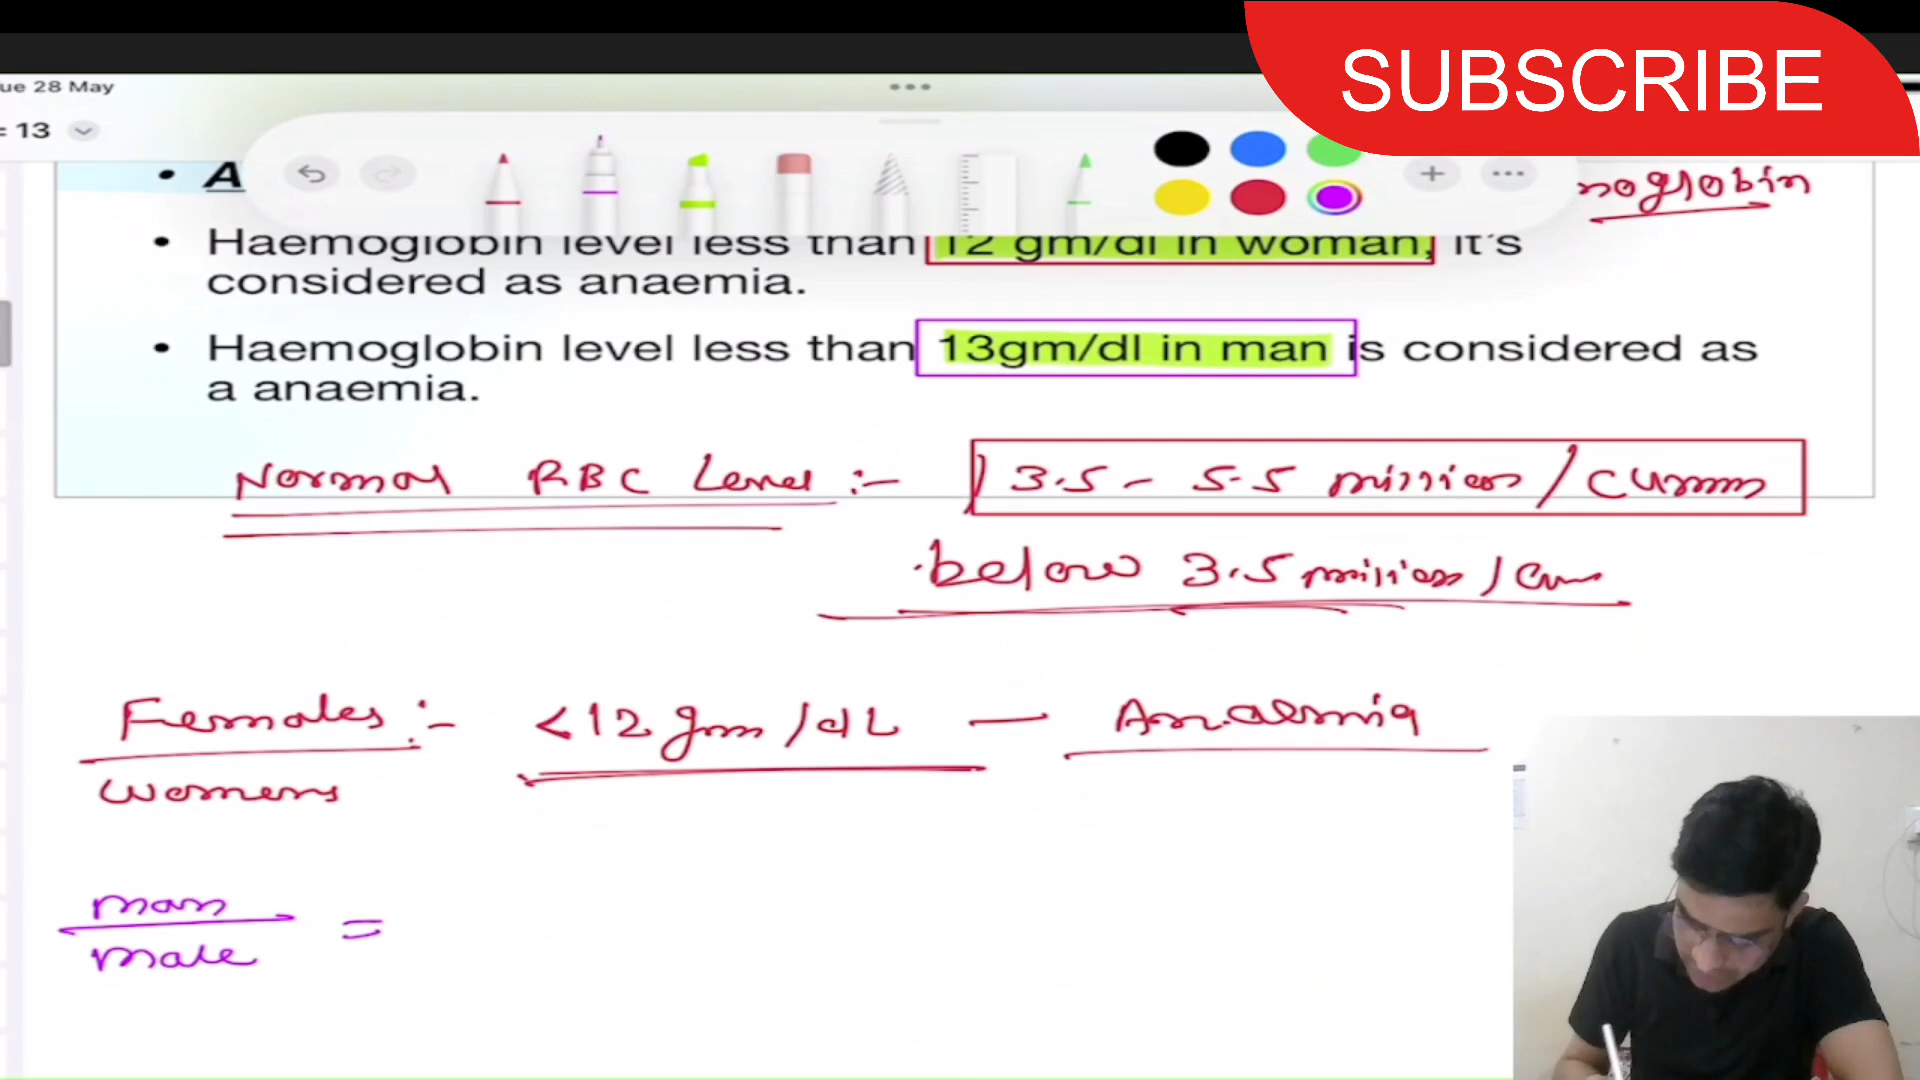 SUBSCRIBE
ue 28 May
= 13
A
noglobin
Haemoglobin level less than 12 gm/dl in woman, it's
considered as anaemia.
Haemoglobin level less than 13gm/dl in man is considered as
a anaemia.
Normal RBC Level :- 3.5 - 5.5 million / cumm
below 3.5 million / cum
Females :- <12 gm/dL — Anaemia
womens
man
male =